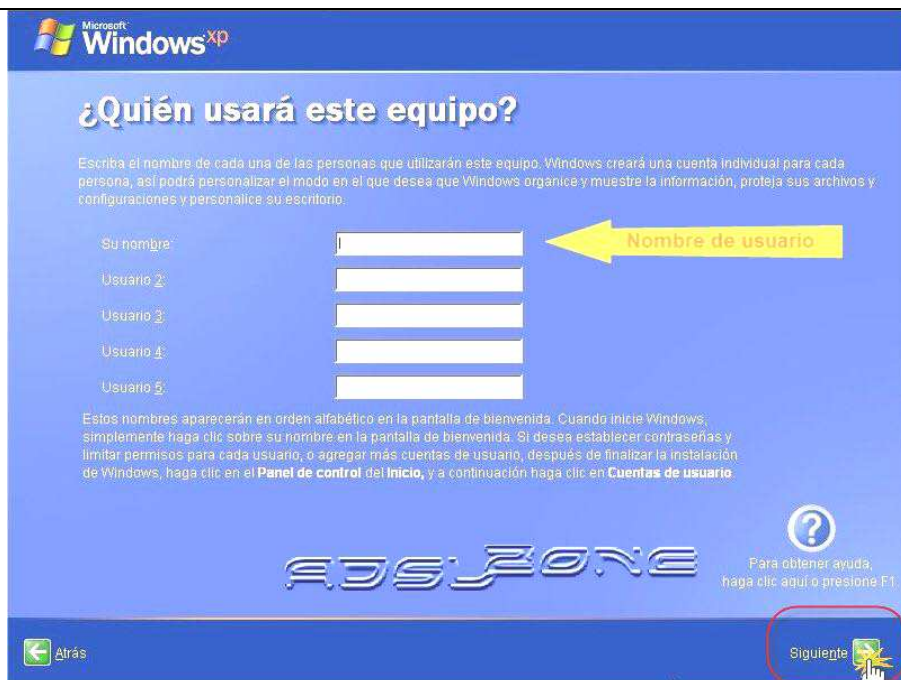 Microsoft
Windows xp
¿Quién usará este equipo?
Escriba el nombre de cada una de las personas que utilizarán este equipo. Windows creará una cuenta individual para cada
persona, así podrá personalizar el modo en el que desea que Windows organice y muestre la información, proteja sus archivos y
configuraciones y personalice su escritorio.
Su nombre:
Nombre de usuario
Usuario 2:
Usuario 3:
Usuario 4:
Usuario 5:
Estos nombres aparecerán en orden alfabético en la pantalla de bienvenida. Cuando inicie Windows,
simplemente haga clic sobre su nombre en la pantalla de bienvenida. Si desea establecer contraseñas y
limitar permisos para cada usuario, o agregar más cuentas de usuario, después de finalizar la instalación
de Windows, haga clic en el Panel de control del Inicio, y a continuación haga clic en Cuentas de usuario.
?
ADSLZONE
Para obtener ayuda,
haga clic aquí o presione F1
Atrás
Siguiente